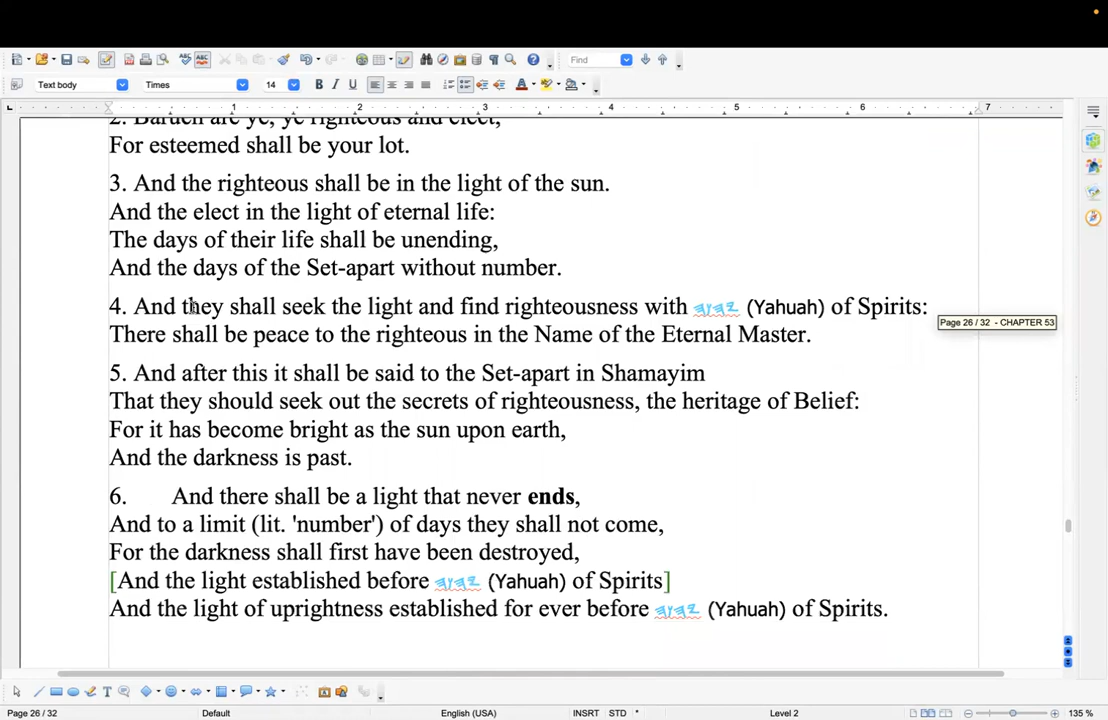 Find
Text body
Times
14
B I U
1 2 3 4 5 6 7
2. Baruch are ye, ye righteous and elect,
For esteemed shall be your lot.
3. And the righteous shall be in the light of the sun.
And the elect in the light of eternal life:
The days of their life shall be unending,
And the days of the Set-apart without number.
4. And they shall seek the light and find righteousness with 𐤉𐤄𐤅𐤄 (Yahuah) of Spirits:
Page 26 / 32 - CHAPTER 53
There shall be peace to the righteous in the Name of the Eternal Master.
5. And after this it shall be said to the Set-apart in Shamayim
That they should seek out the secrets of righteousness, the heritage of Belief:
For it has become bright as the sun upon earth,
And the darkness is past.
6. And there shall be a light that never ends,
And to a limit (lit. 'number') of days they shall not come,
For the darkness shall first have been destroyed,
[And the light established before 𐤉𐤄𐤅𐤄 (Yahuah) of Spirits]
And the light of uprightness established for ever before 𐤉𐤄𐤅𐤄 (Yahuah) of Spirits.
Page 26 / 32 Default English (USA) INSRT STD * Level 2 135 %